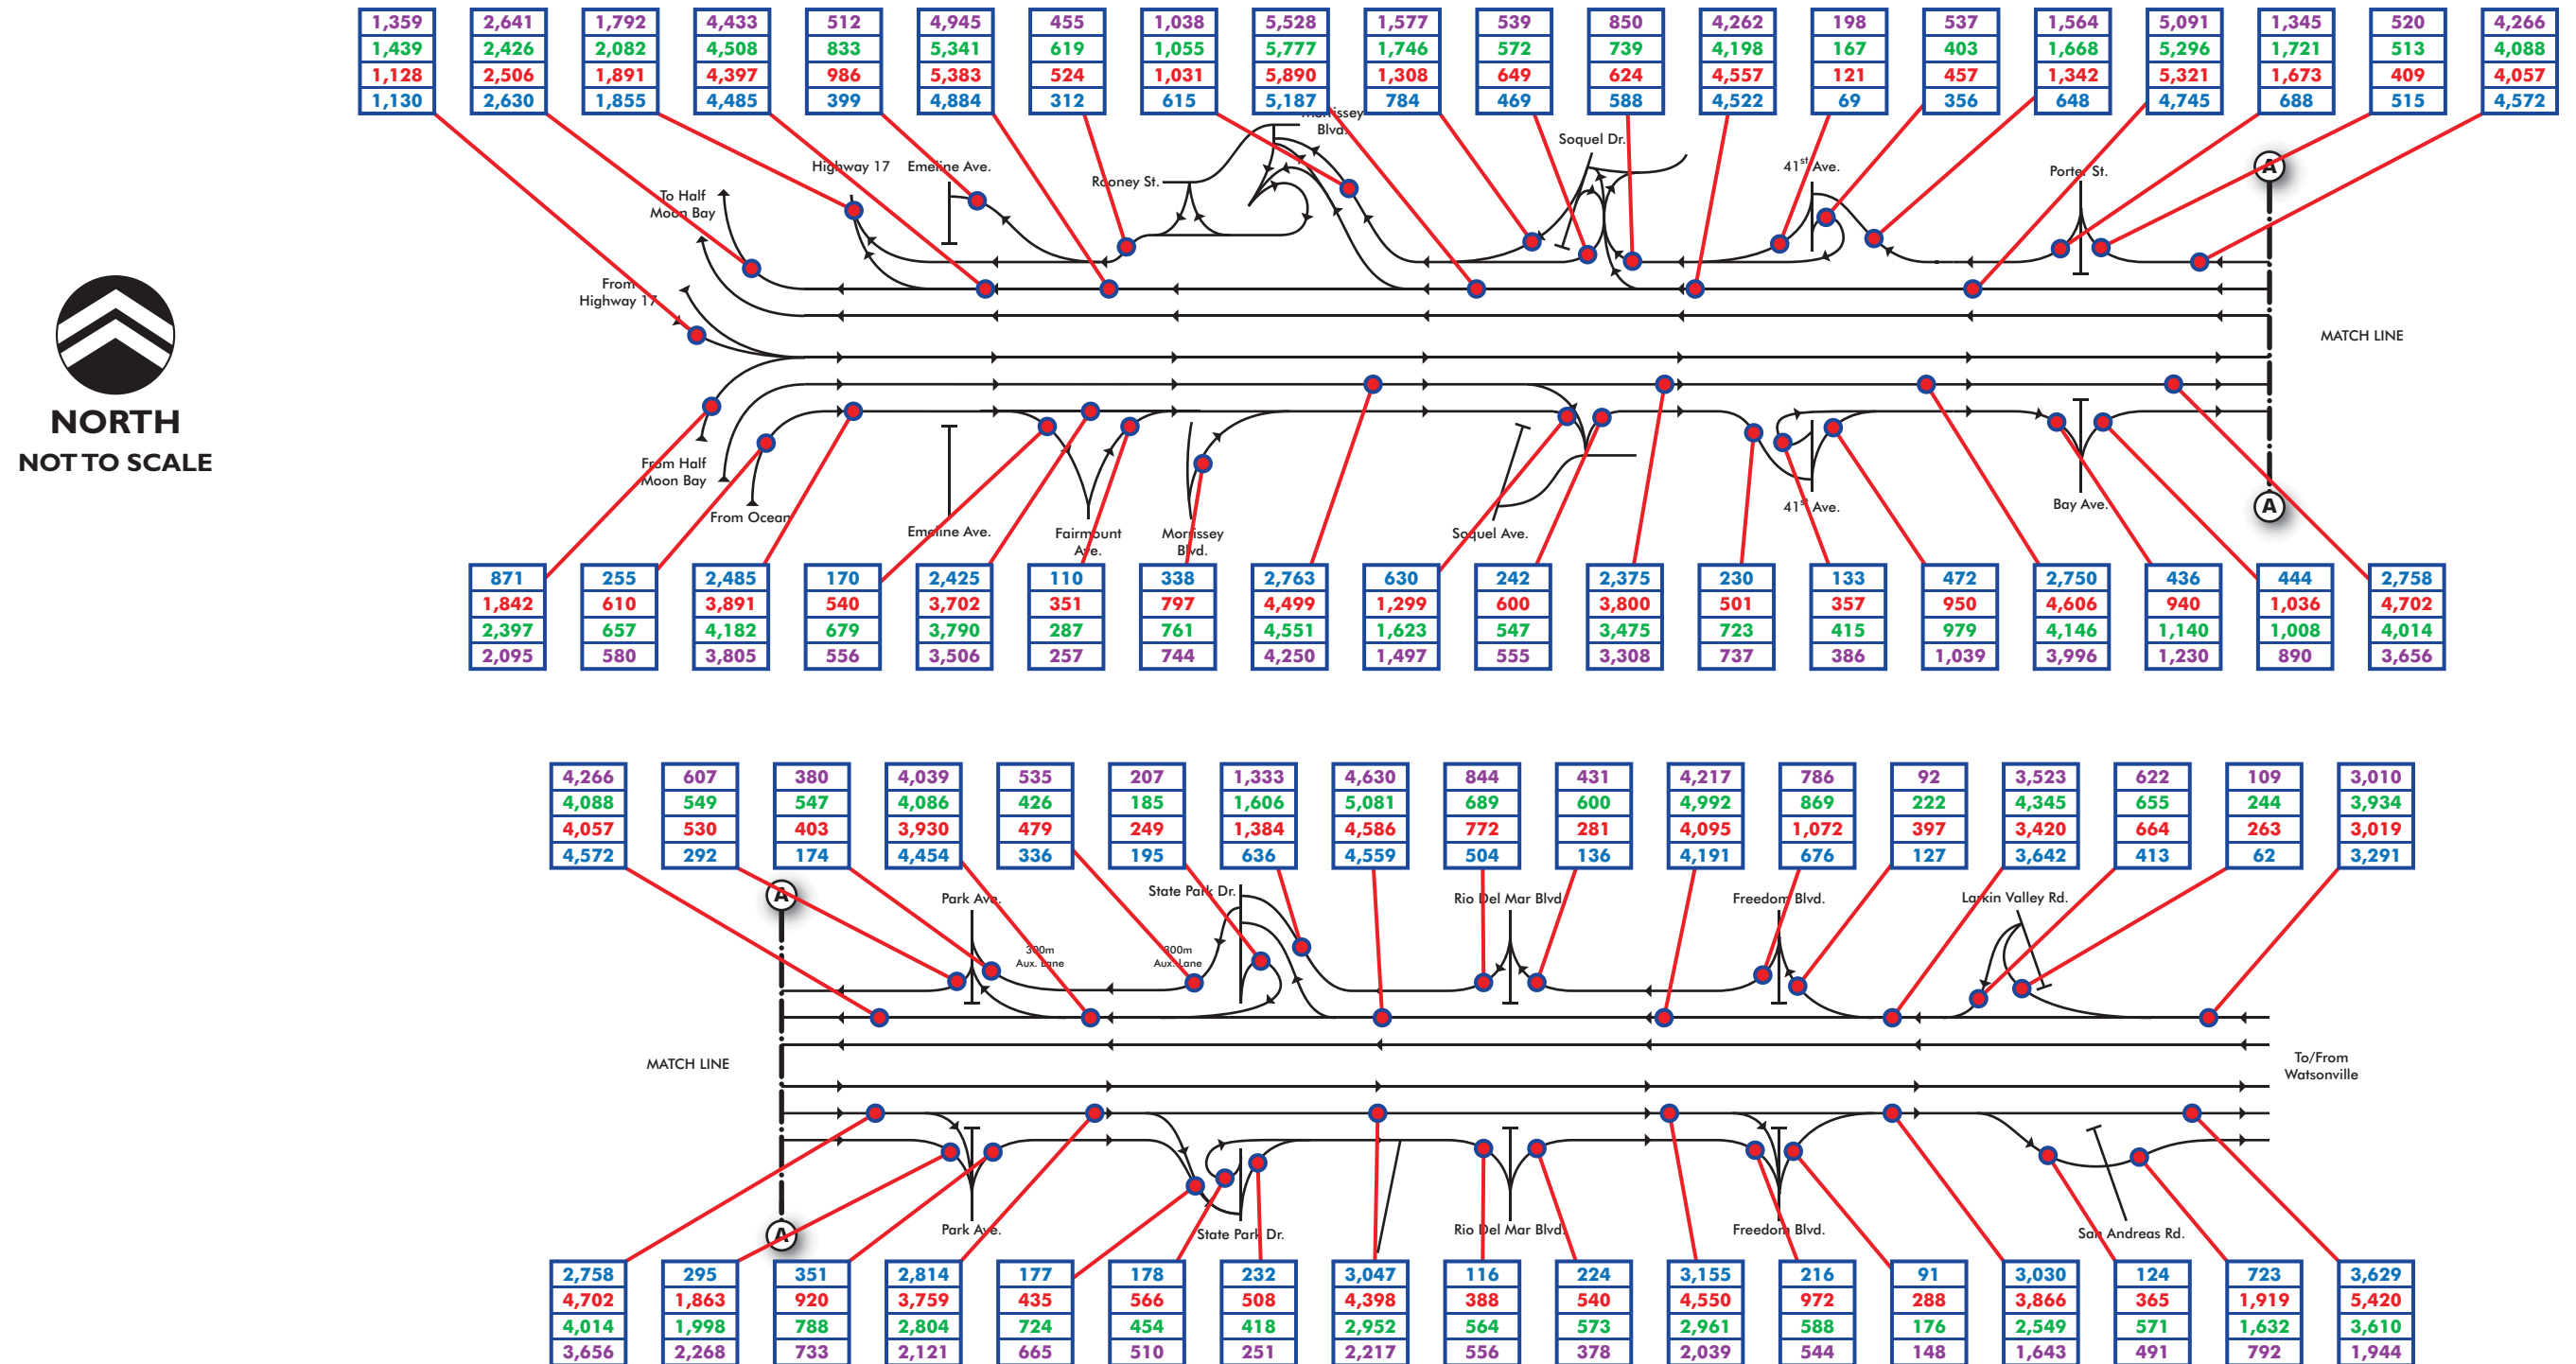 1,359 2,641 1,792 4,433 512 4,945 455 1,038 5,528 1,577 539 850 4,262 198 537 1,564 5,091 1,345 520 4,266
1,439 2,426 2,082 4,508 833 5,341 619 1,055 5,777 1,746 572 739 4,198 167 403 1,668 5,296 1,721 513 4,088
1,128 2,506 1,891 4,397 986 5,383 524 1,031 5,890 1,308 649 624 4,557 121 457 1,342 5,321 1,673 409 4,057
1,130 2,630 1,855 4,485 399 4,884 312 615 5,187 784 469 588 4,522 69 356 648 4,745 688 515 4,572
Morrissey
Blvd.
Soquel Dr.
Highway 17 Emeline Ave.
Rooney St.
41st Ave.
Porter St.
A
To Half
Moon Bay
From
Highway 17
MATCH LINE
NORTH
NOT TO SCALE
From Half
Moon Bay
From Ocean
Emeline Ave.
Fairmount
Ave.
Morrissey
Blvd.
Soquel Ave.
41st Ave.
Bay Ave.
A
871 255 2,485 170 2,425 110 338 2,763 630 242 2,375 230 133 472 2,750 436 444 2,758
1,842 610 3,891 540 3,702 351 797 4,499 1,299 600 3,800 501 357 950 4,606 940 1,036 4,702
2,397 657 4,182 679 3,790 287 761 4,551 1,623 547 3,475 723 415 979 4,146 1,140 1,008 4,014
2,095 580 3,805 556 3,506 257 744 4,250 1,497 555 3,308 737 386 1,039 3,996 1,230 890 3,656
4,266 607 380 4,039 535 207 1,333 4,630 844 431 4,217 786 92 3,523 622 109 3,010
4,088 549 547 4,086 426 185 1,606 5,081 689 600 4,992 869 222 4,345 655 244 3,934
4,057 530 403 3,930 479 249 1,384 4,586 772 281 4,095 1,072 397 3,420 664 263 3,019
4,572 292 174 4,454 336 195 636 4,559 504 136 4,191 676 127 3,642 413 62 3,291
A
Park Ave.
State Park Dr.
Rio Del Mar Blvd.
Freedom Blvd.
Larkin Valley Rd.
300m
Aux. Lane
300m
Aux. Lane
MATCH LINE
To/From
Watsonville
A
Park Ave.
State Park Dr.
Rio Del Mar Blvd.
Freedom Blvd.
San Andreas Rd.
2,758 295 351 2,814 177 178 232 3,047 116 224 3,155 216 91 3,030 124 723 3,629
4,702 1,863 920 3,759 435 566 508 4,398 388 540 4,550 972 288 3,866 365 1,919 5,420
4,014 1,998 788 2,804 724 454 418 2,952 564 573 2,961 588 176 2,549 571 1,632 3,610
3,656 2,268 733 2,121 665 510 251 2,217 556 378 2,039 544 148 1,643 491 792 1,944